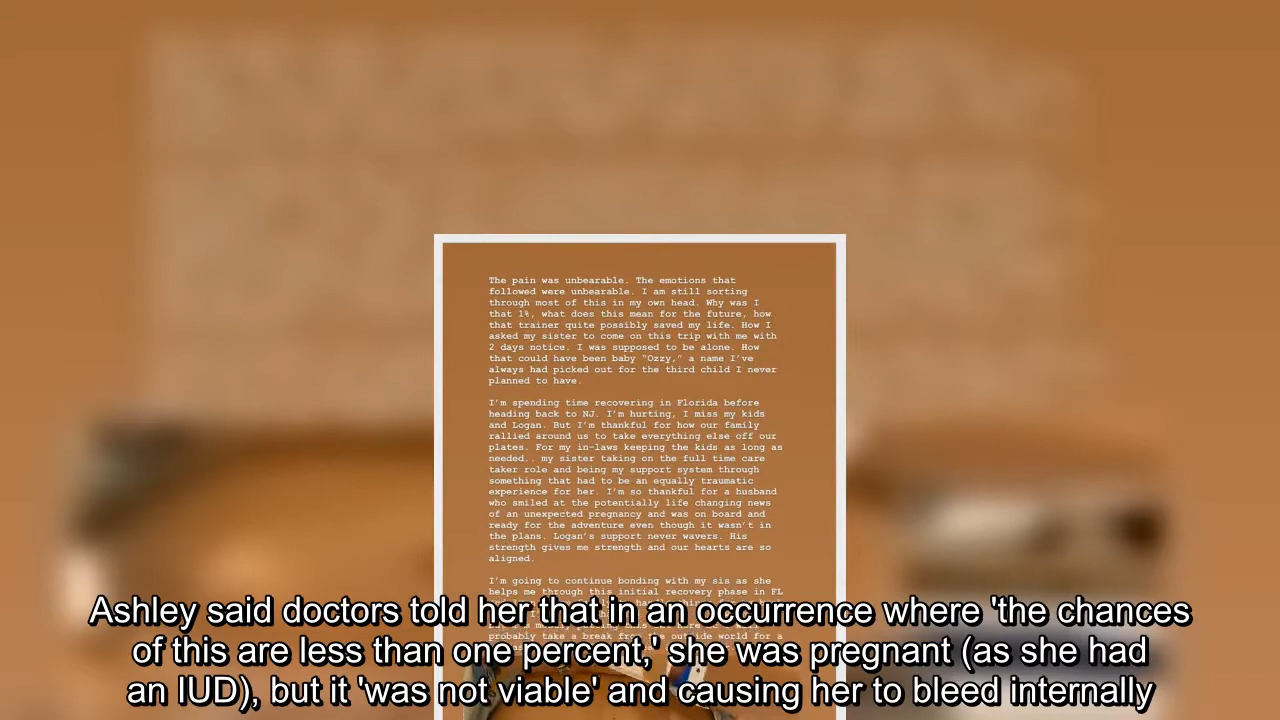 The pain was unbearable. The emotions that
followed were unbearable. I am still sorting
through most of this in my own head. Why was I
that 1%, what does this mean for the future, how
that trainer quite possibly saved my life. How I
asked my sister to come on this trip with me with
2 days notice. I was supposed to be alone. How
that could have been baby "Ozzy," a name I've
always had picked out for the third child I never
planned to have.
I'm spending time recovering in Florida before
heading back to NJ. I'm hurting, I miss my kids
and Logan. But I'm thankful for how our family
rallied around us to take everything else off our
plates. For my in-laws keeping the kids as long as
needed.. my sister taking on the full time care
taker role and being my support system through
something that had to be an equally traumatic
experience for her. I'm so thankful for a husband
who smiled at the potentially life changing news
of an unexpected pregnancy and was on board and
ready for the adventure even though it wasn't in
the plans. Logan's support never wavers. His
strength gives me strength and our hearts are so
aligned.
I'm going to continue bonding with my sis as she
helps me through this initial recovery phase in FL
probably take a break from the outside world for a
Ashley said doctors told her that in an occurrence where 'the chances
of this are less than one percent,' she was pregnant (as she had
an IUD), but it 'was not viable' and causing her to bleed internally